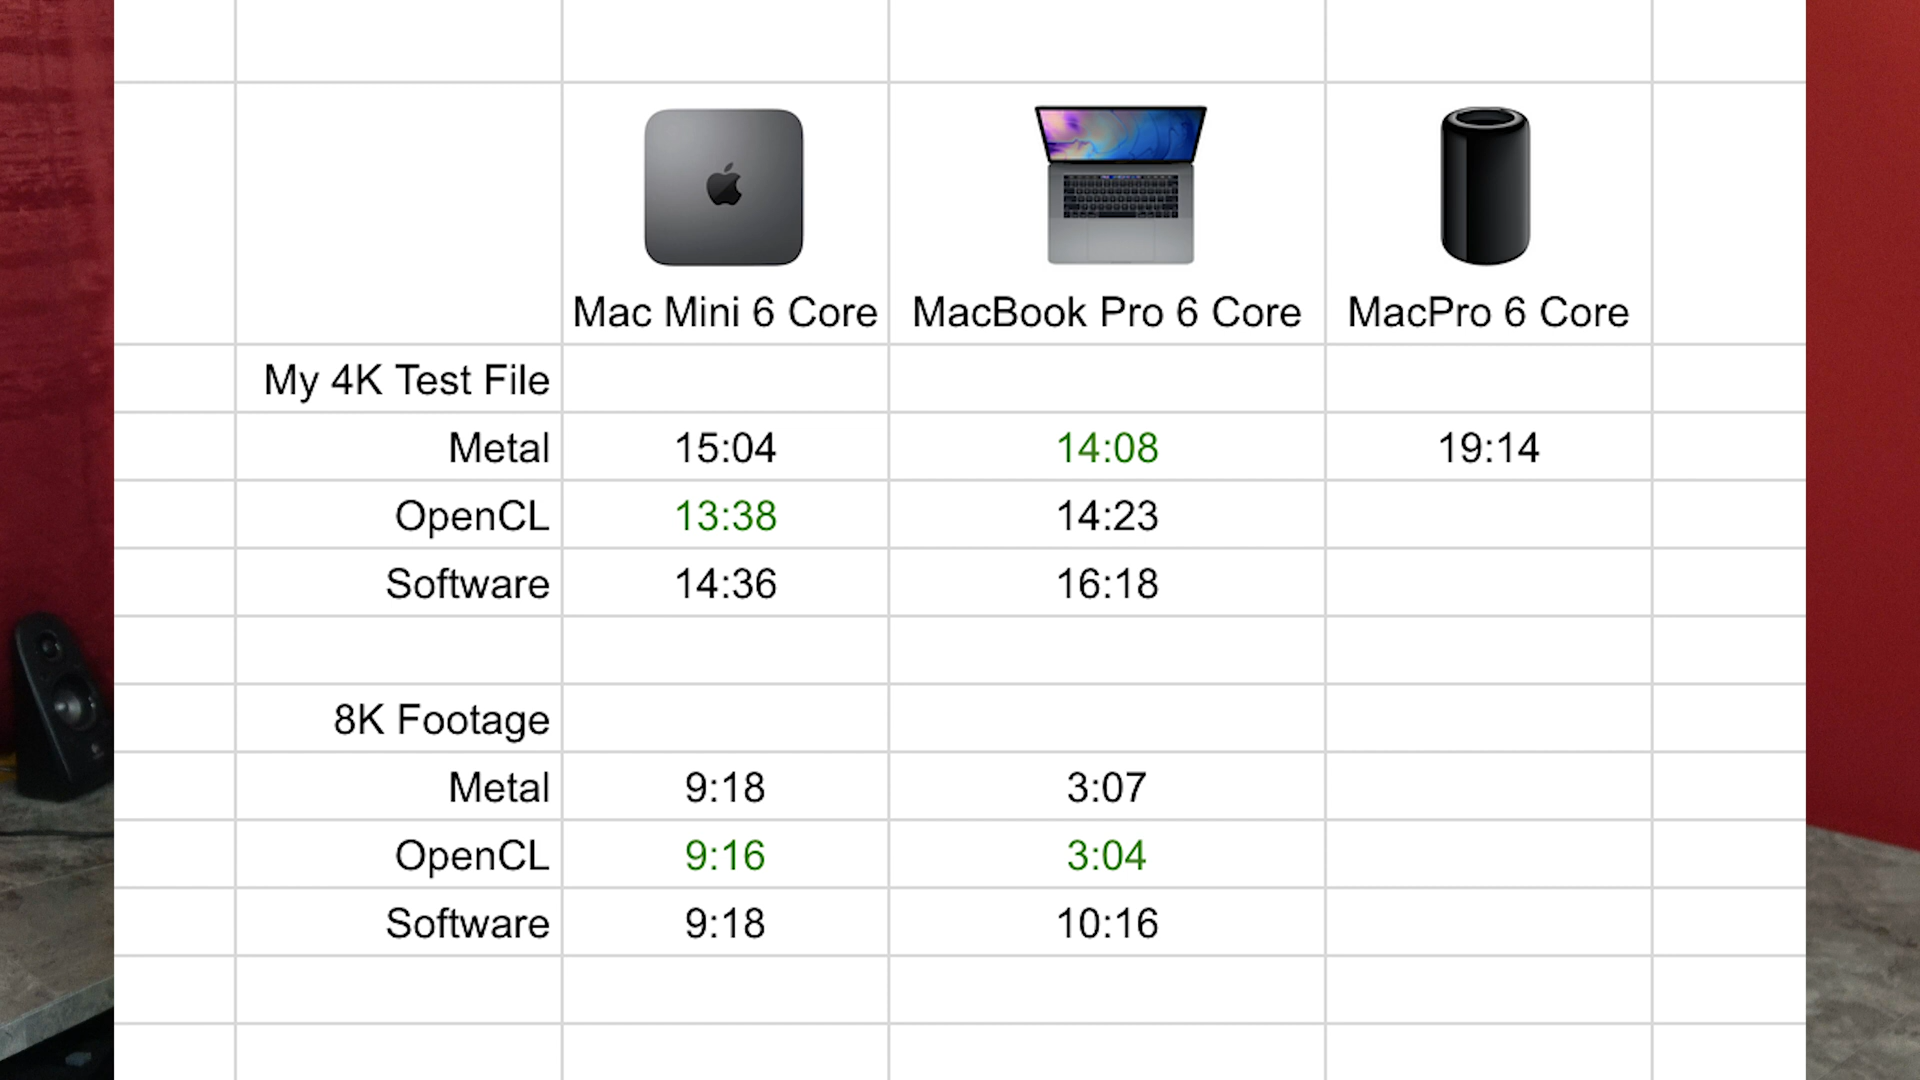 Mac Mini 6 Core MacBook Pro 6 Core MacPro 6 Core
My 4K Test File
Metal 15:04 14:08 19:14
OpenCL 13:38 14:23
Software 14:36 16:18
8K Footage
Metal 9:18 3:07
OpenCL 9:16 3:04
Software 9:18 10:16